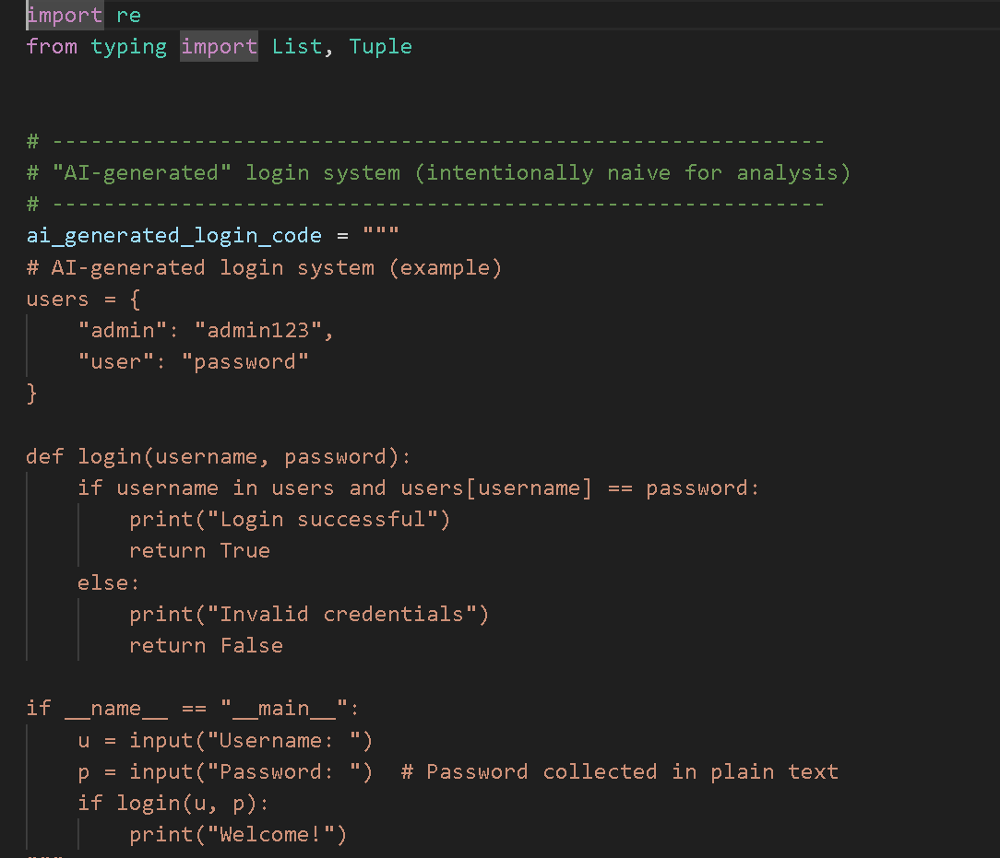 import re
from typing import List, Tuple
# ------------------------------------------------------------
# "AI-generated" login system (intentionally naive for analysis)
# ------------------------------------------------------------
ai_generated_login_code = """
# AI-generated login system (example)
users = {
    "admin": "admin123",
    "user": "password"
}
def login(username, password):
    if username in users and users[username] == password:
        print("Login successful")
        return True
    else:
        print("Invalid credentials")
        return False
if __name__ == "__main__":
    u = input("Username: ")
    p = input("Password: ")  # Password collected in plain text
    if login(u, p):
        print("Welcome!")
"""